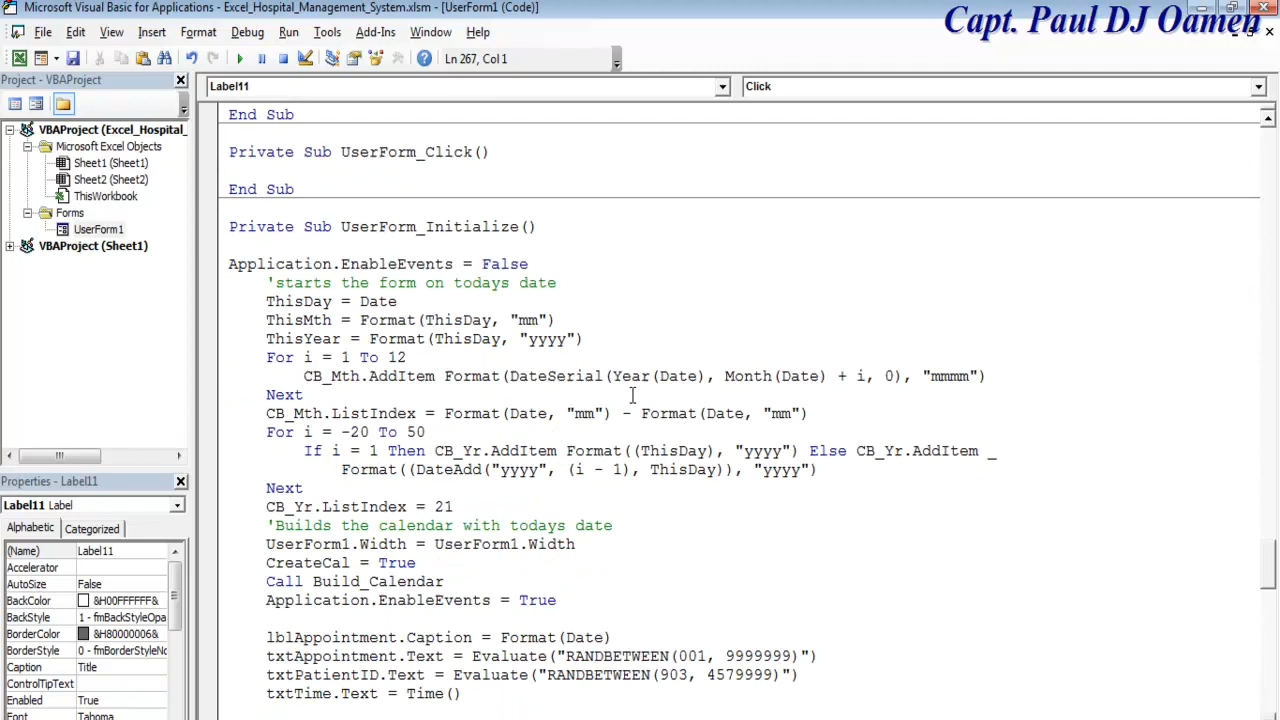 Microsoft Visual Basic for Applications - Excel_Hospital_Management_System.xlsm - [UserForm1 (Code)]
Capt. Paul DJ Oamen
File Edit View Insert Format Debug Run Tools Add-Ins Window Help
Ln 267, Col 1
Project - VBAProject
Label11
Click
VBAProject (Excel_Hospital_
Microsoft Excel Objects
Sheet1 (Sheet1)
Sheet2 (Sheet2)
ThisWorkbook
Forms
UserForm1
VBAProject (Sheet1)
Properties - Label11
Label11 Label
Alphabetic Categorized
(Name) Label11
Accelerator
AutoSize False
BackColor &H00FFFFFF&
BackStyle 1 - fmBackStyleOpa
BorderColor &H80000006&
BorderStyle 0 - fmBorderStyleNo
Caption Title
ControlTipText
Enabled True
Font Tahoma
End Sub
Private Sub UserForm_Click()
End Sub
Private Sub UserForm_Initialize()
Application.EnableEvents = False
'starts the form on todays date
ThisDay = Date
ThisMth = Format(ThisDay, "mm")
ThisYear = Format(ThisDay, "yyyy")
For i = 1 To 12
CB_Mth.AddItem Format(DateSerial(Year(Date), Month(Date) + i, 0), "mmmm")
Next
CB_Mth.ListIndex = Format(Date, "mm") - Format(Date, "mm")
For i = -20 To 50
If i = 1 Then CB_Yr.AddItem Format((ThisDay), "yyyy") Else CB_Yr.AddItem _
Format((DateAdd("yyyy", (i - 1), ThisDay)), "yyyy")
Next
CB_Yr.ListIndex = 21
'Builds the calendar with todays date
UserForm1.Width = UserForm1.Width
CreateCal = True
Call Build_Calendar
Application.EnableEvents = True
lblAppointment.Caption = Format(Date)
txtAppointment.Text = Evaluate("RANDBETWEEN(001, 9999999)")
txtPatientID.Text = Evaluate("RANDBETWEEN(903, 4579999)")
txtTime.Text = Time()